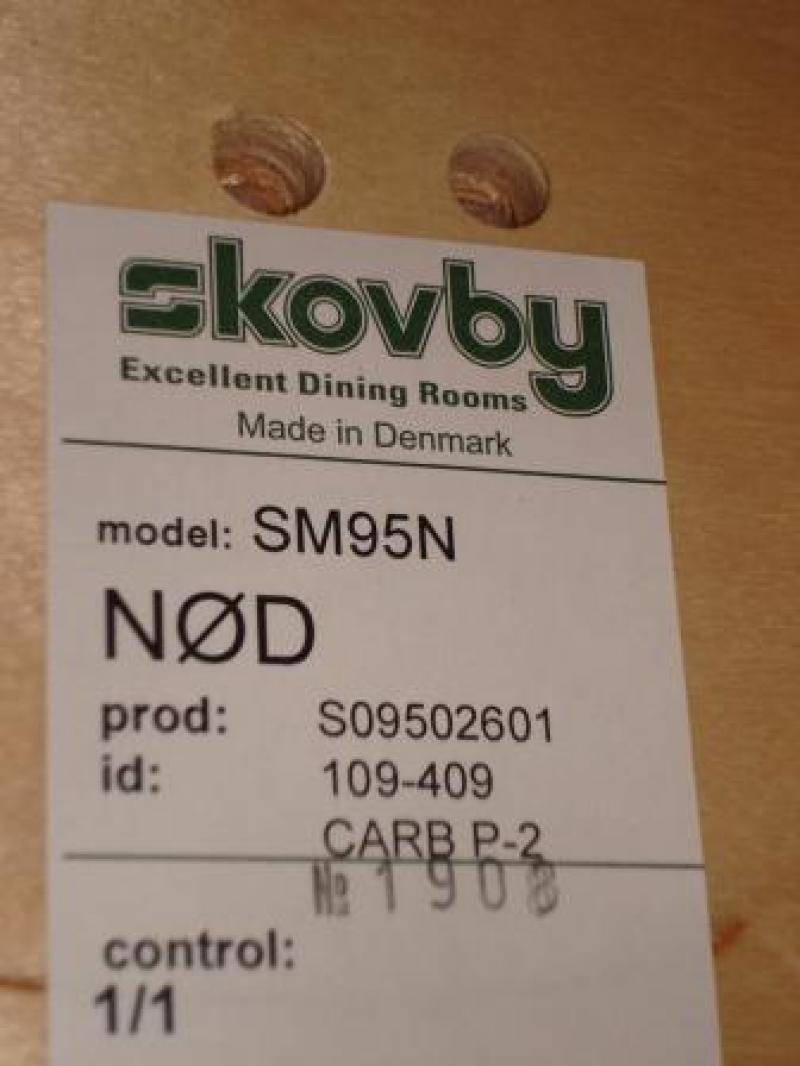 skovby
Excellent Dining Rooms
Made in Denmark
model: SM95N
NØD
prod: S09502601
id: 109-409
CARB P-2
№ 1908
control:
1/1